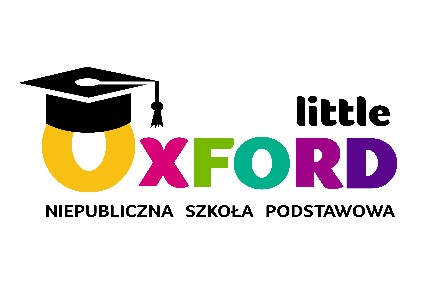 little
OXFORD
NIEPUBLICZNA SZKOŁA PODSTAWOWA